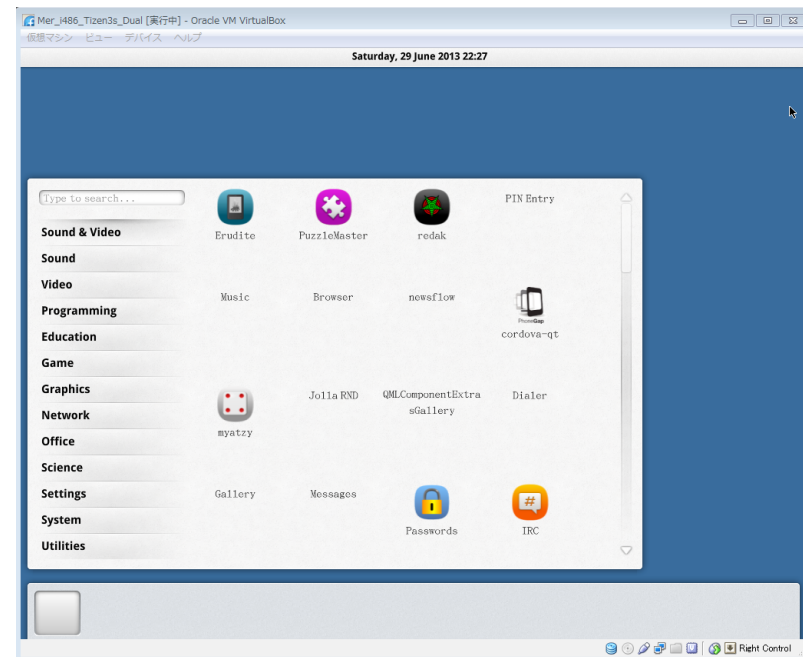 Mer_i486_Tizen3s_Dual [実行中] - Oracle VM VirtualBox
仮想マシン ビュー デバイス ヘルプ
Saturday, 29 June 2013 22:27
Type to search...
Sound & Video
Sound
Video
Programming
Education
Game
Graphics
Network
Office
Science
Settings
System
Utilities
Erudite
PuzzleMaster
redak
PIN Entry
Music
Browser
newsflow
PhoneGap
cordova-qt
myatzy
Jolla RND
QMLComponentExtra
sGallery
Dialer
Gallery
Messages
Passwords
#
IRC
Right Control